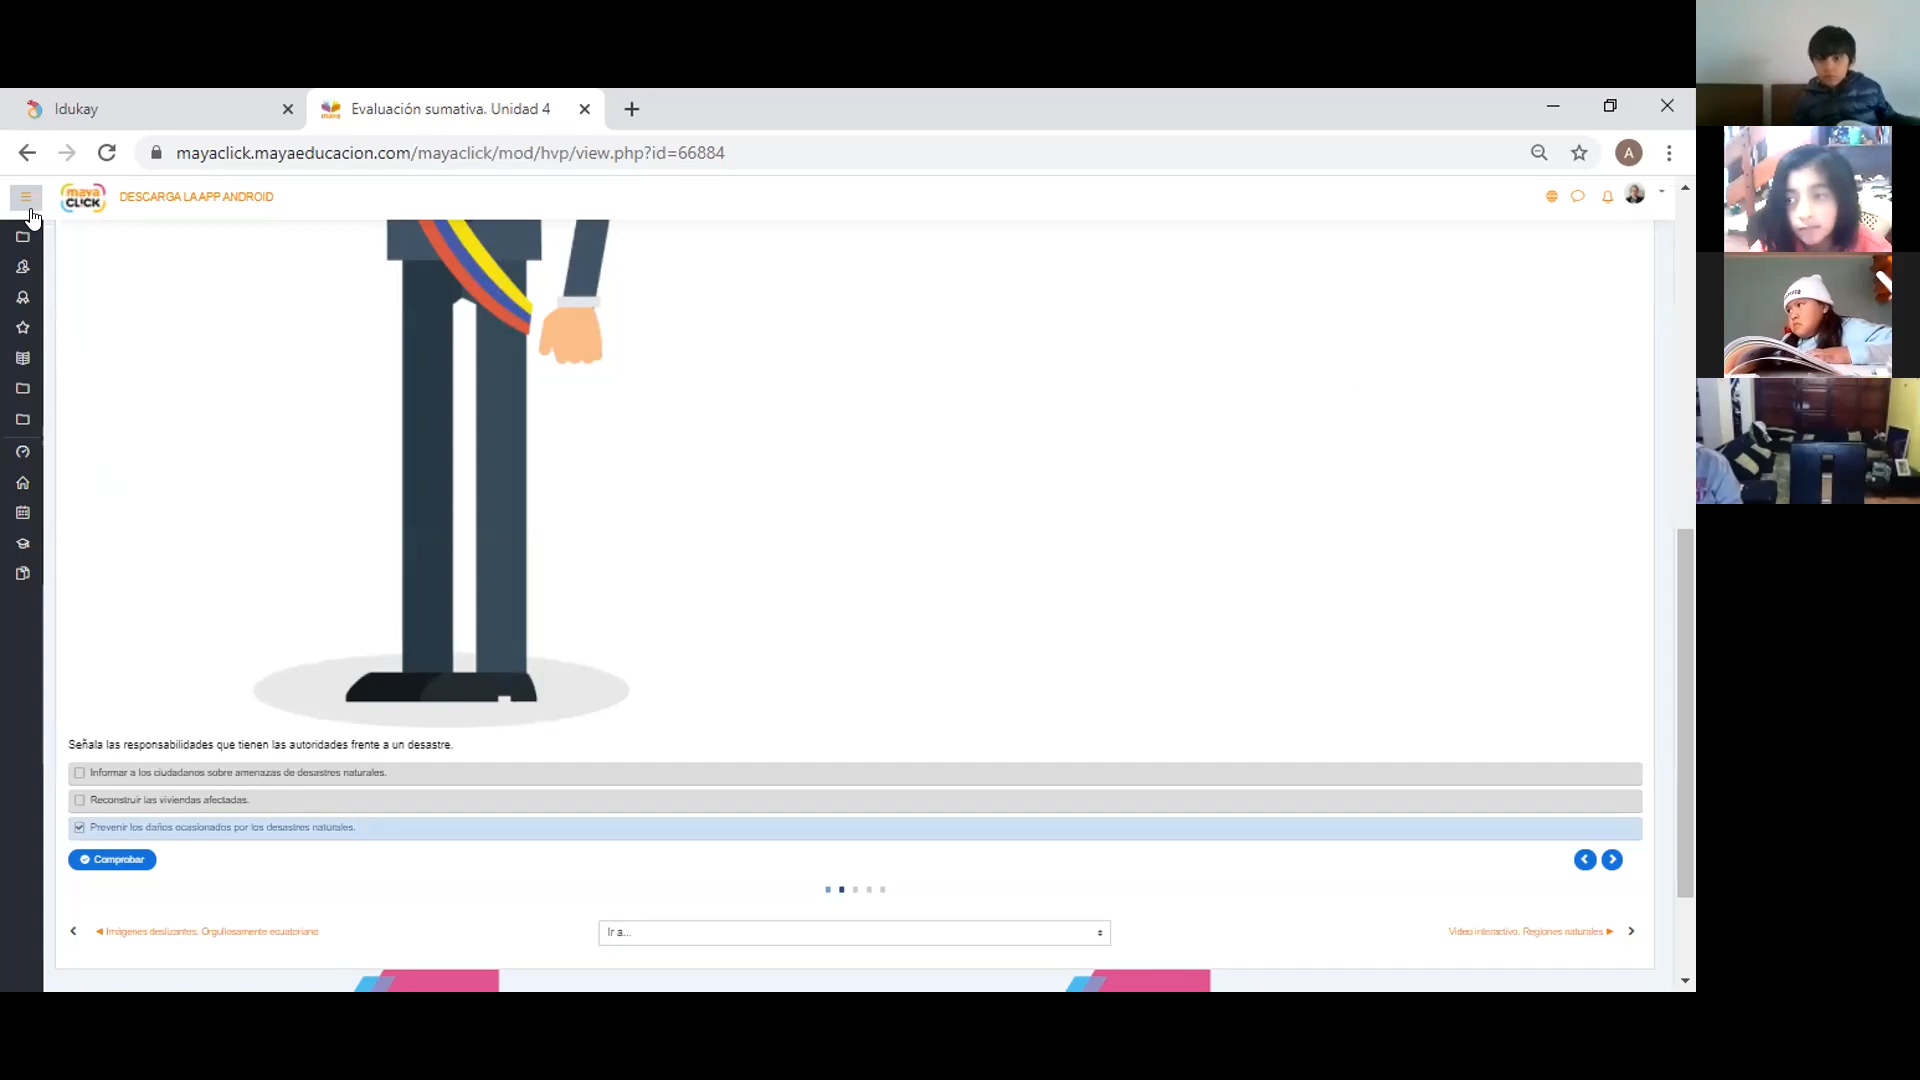 Idukay
Evaluación sumativa. Unidad 4
mayaclick.mayaeducacion.com/mayaclick/mod/hvp/view.php?id=66884
A
maya
CLICK
DESCARGA LA APP ANDROID
Señala las responsabilidades que tienen las autoridades frente a un desastre.
Informar a los ciudadanos sobre amenazas de desastres naturales.
Reconstruir las viviendas afectadas.
Prevenir los daños ocasionados por los desastres naturales.
Comprobar
◄ Imágenes deslizantes. Orgullosamente ecuatoriano
Ir a...
Video interactivo. Regiones naturales ►